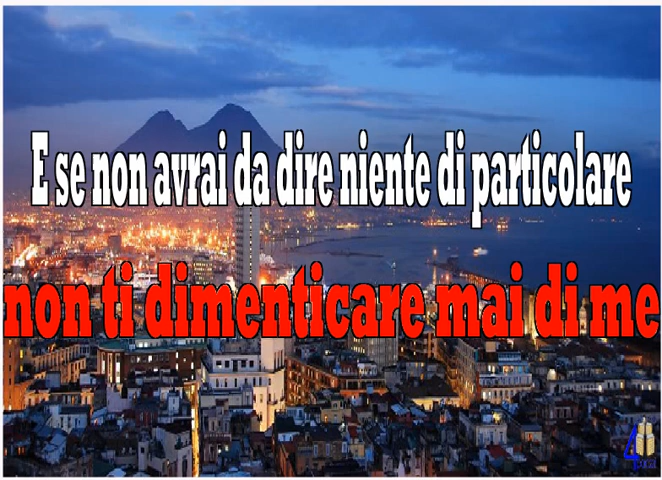 E se non avrai da dire niente di particolare
non ti dimenticare mai di me